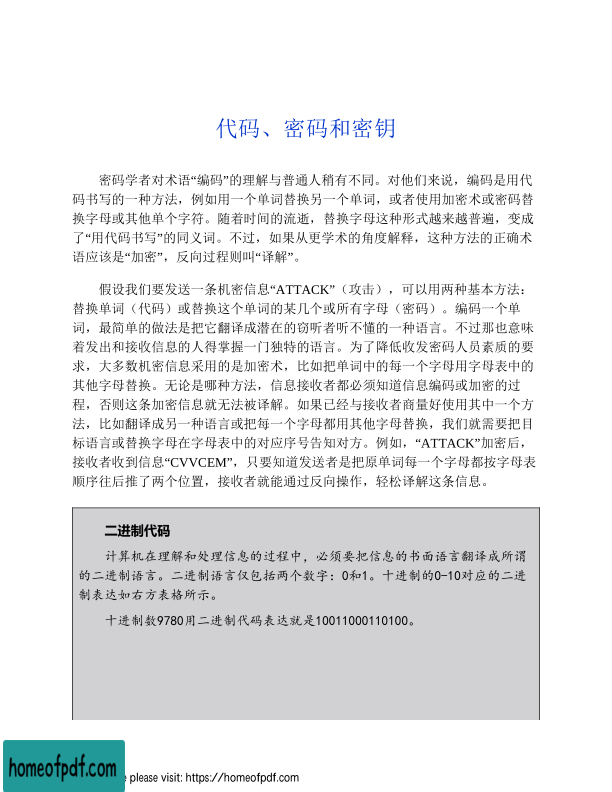 代码、密码和密钥
密码学者对术语“编码”的理解与普通人稍有不同。对他们来说，编码是用代
码书写的一种方法，例如用一个单词替换另一个单词，或者使用加密术或密码替
换字母或其他单个字符。随着时间的流逝，替换字母这种形式越来越普遍，变成
了“用代码书写”的同义词。不过，如果从更学术的角度解释，这种方法的正确术
语应该是“加密”，反向过程则叫“译解”。
假设我们要发送一条机密信息“ATTACK”（攻击），可以用两种基本方法：
替换单词（代码）或替换这个单词的某几个或所有字母（密码）。编码一个单
词，最简单的做法是把它翻译成潜在的窃听者听不懂的一种语言。不过那也意味
着发出和接收信息的人得掌握一门独特的语言。为了降低收发密码人员素质的要
求，大多数机密信息采用的是加密术，比如把单词中的每一个字母用字母表中的
其他字母替换。无论是哪种方法，信息接收者都必须知道信息编码或加密的过
程，否则这条加密信息就无法被译解。如果已经与接收者商量好使用其中一个方
法，比如翻译成另一种语言或把每一个字母都用其他字母替换，我们就需要把目
标语言或替换字母在字母表中的对应序号告知对方。例如，“ATTACK”加密后，
接收者收到信息“CVVCEM”，只要知道发送者是把原单词每一个字母都按字母表
顺序往后推了两个位置，接收者就能通过反向操作，轻松译解这条信息。
二进制代码
计算机在理解和处理信息的过程中，必须要把信息的书面语言翻译成所谓
的二进制语言。二进制语言仅包括两个数字：0和1。十进制的0-10对应的二进
制表达如右方表格所示。
十进制数9780用二进制代码表达就是10011000110100。
homeofpdf.com
please visit: https://homeofpdf.com